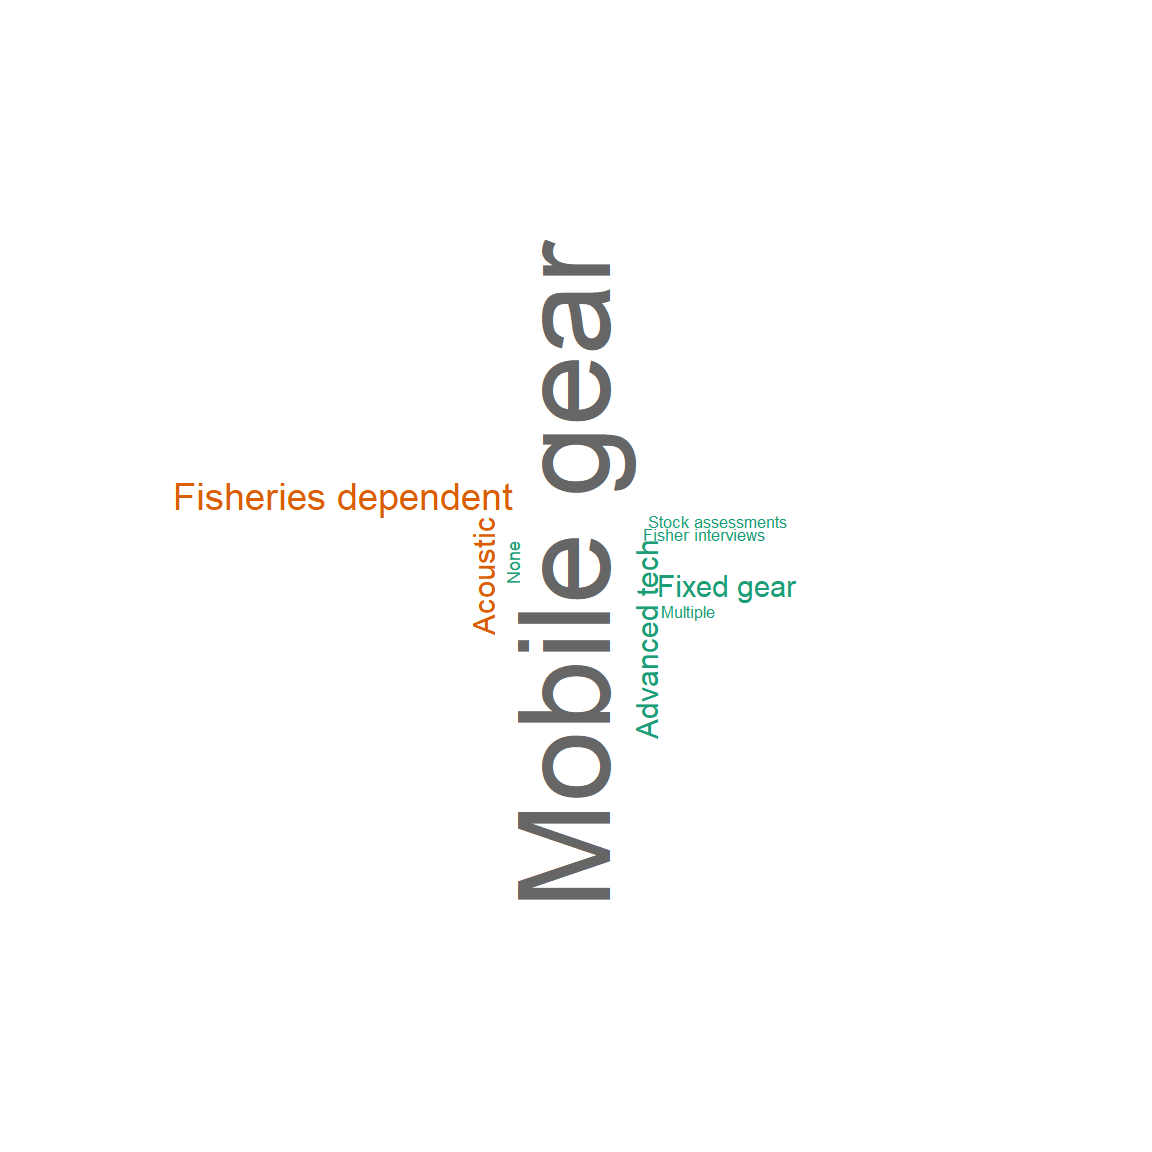 Mobile gear
Fisheries dependent
Acoustic
None
Stock assessments
Fisher interviews
Advanced tech
Fixed gear
Multiple